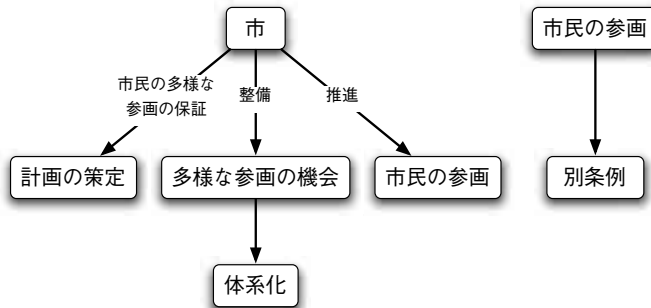 市
市民の参画
市民の多様な
参画の保証
整備
推進
計画の策定
多様な参画の機会
市民の参画
別条例
体系化